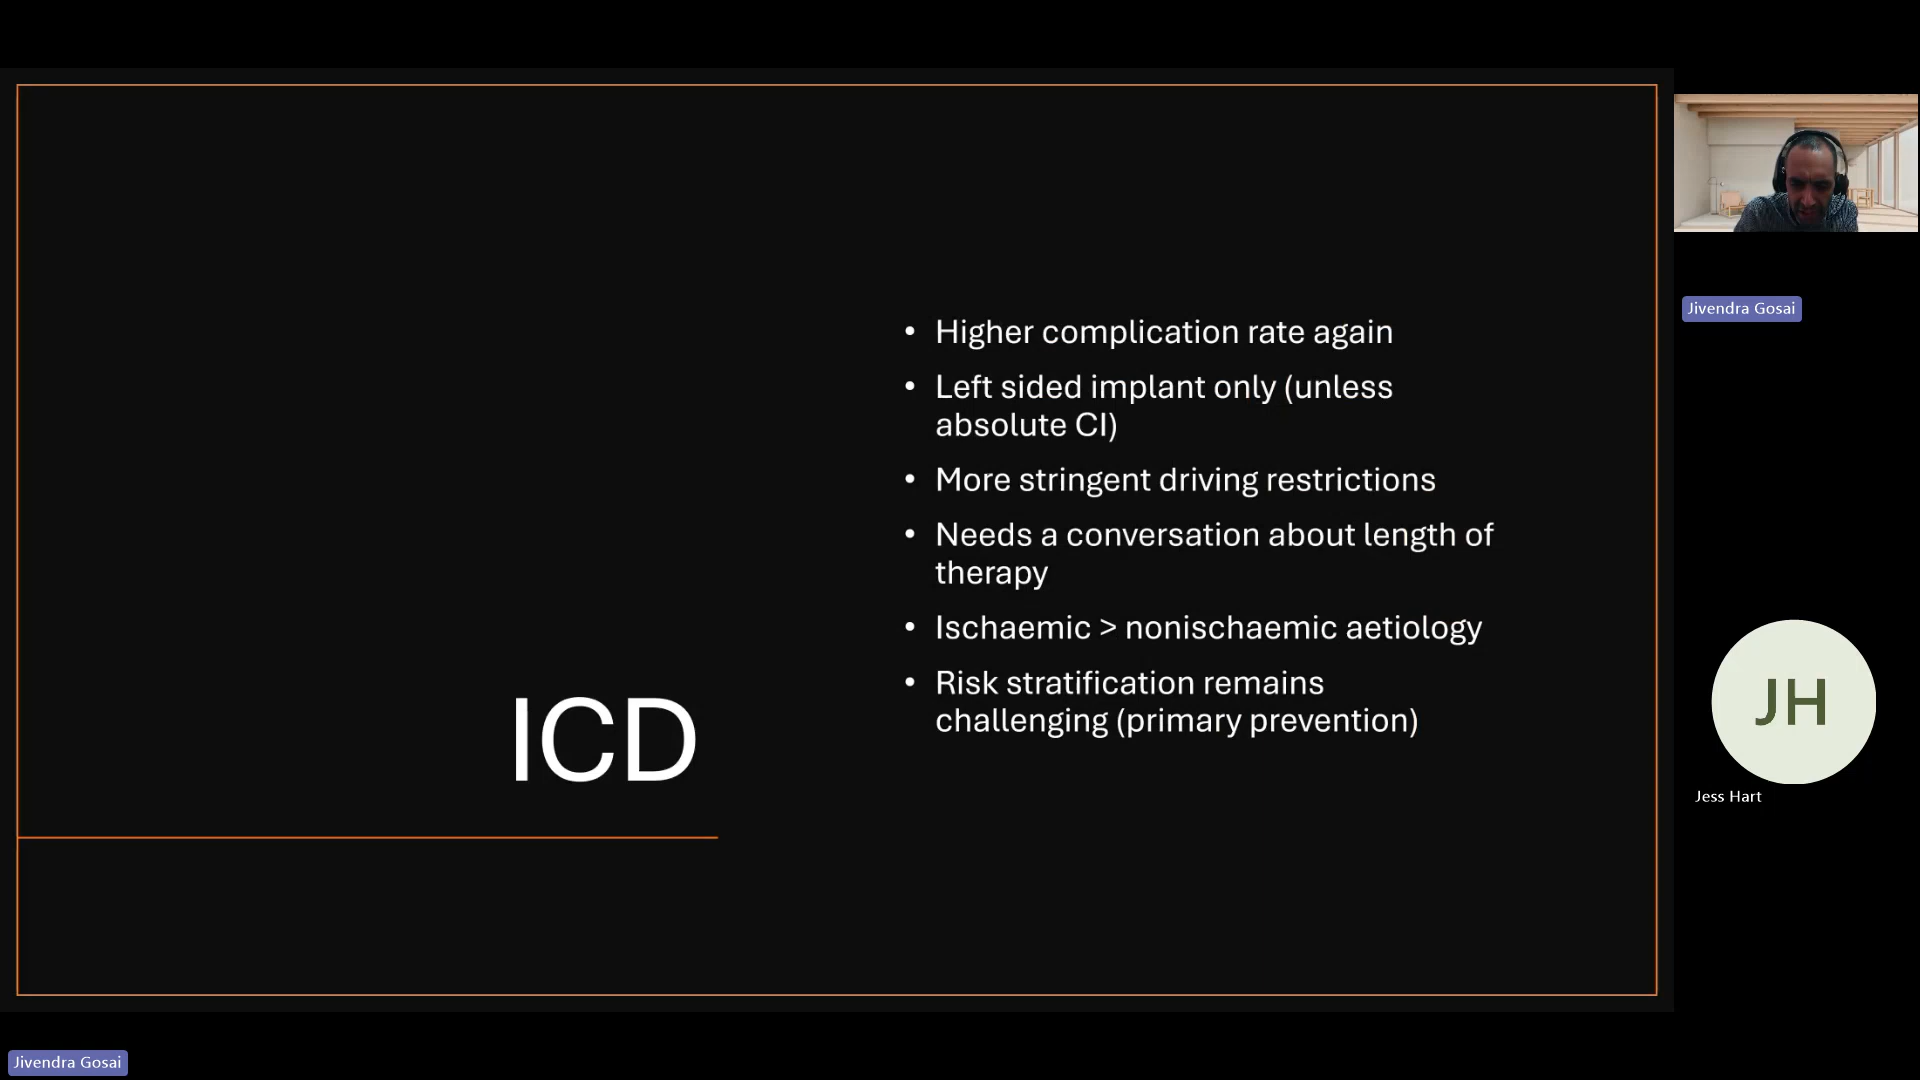 ICD
• Higher complication rate again
• Left sided implant only (unless
absolute CI)
• More stringent driving restrictions
• Needs a conversation about length of
therapy
• Ischaemic > nonischaemic aetiology
• Risk stratification remains
challenging (primary prevention)
Jivendra Gosai
JH
Jess Hart
Jivendra Gosai